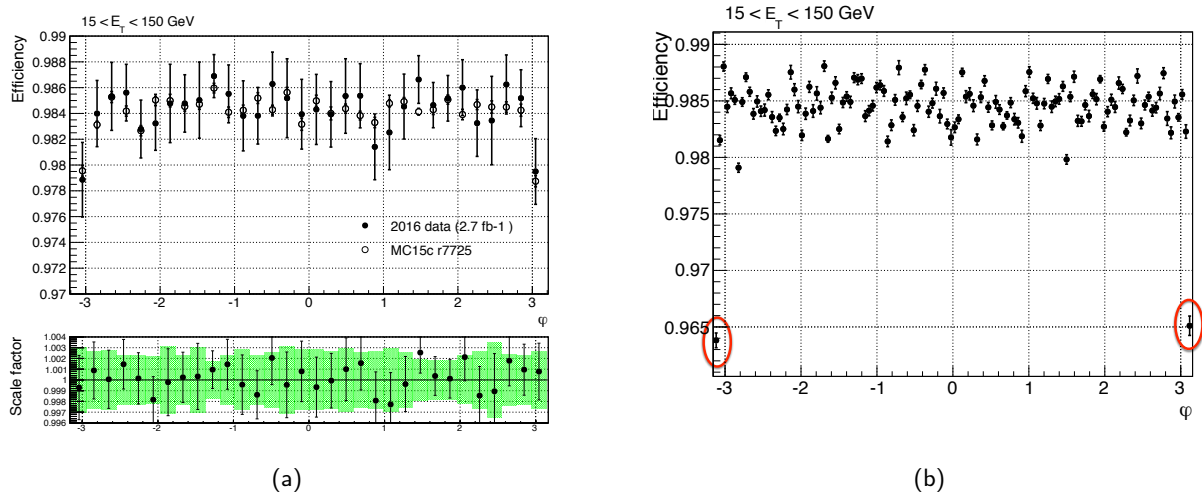 15 < E_T < 150 GeV
Efficiency
0.99
0.988
0.986
0.984
0.982
0.98
0.978
0.976
0.974
0.972
0.97
2016 data (2.7 fb-1 )
MC15c r7725
-3 -2 -1 0 1 2 3
φ
Scale factor
1.004
1.001
1
0.999
0.997
0.996
-3 -2 -1 0 1 2 3
(a)
15 < E_T < 150 GeV
Efficiency
0.99
0.985
0.98
0.975
0.97
0.965
-3 -2 -1 0 1 2 3
φ
(b)